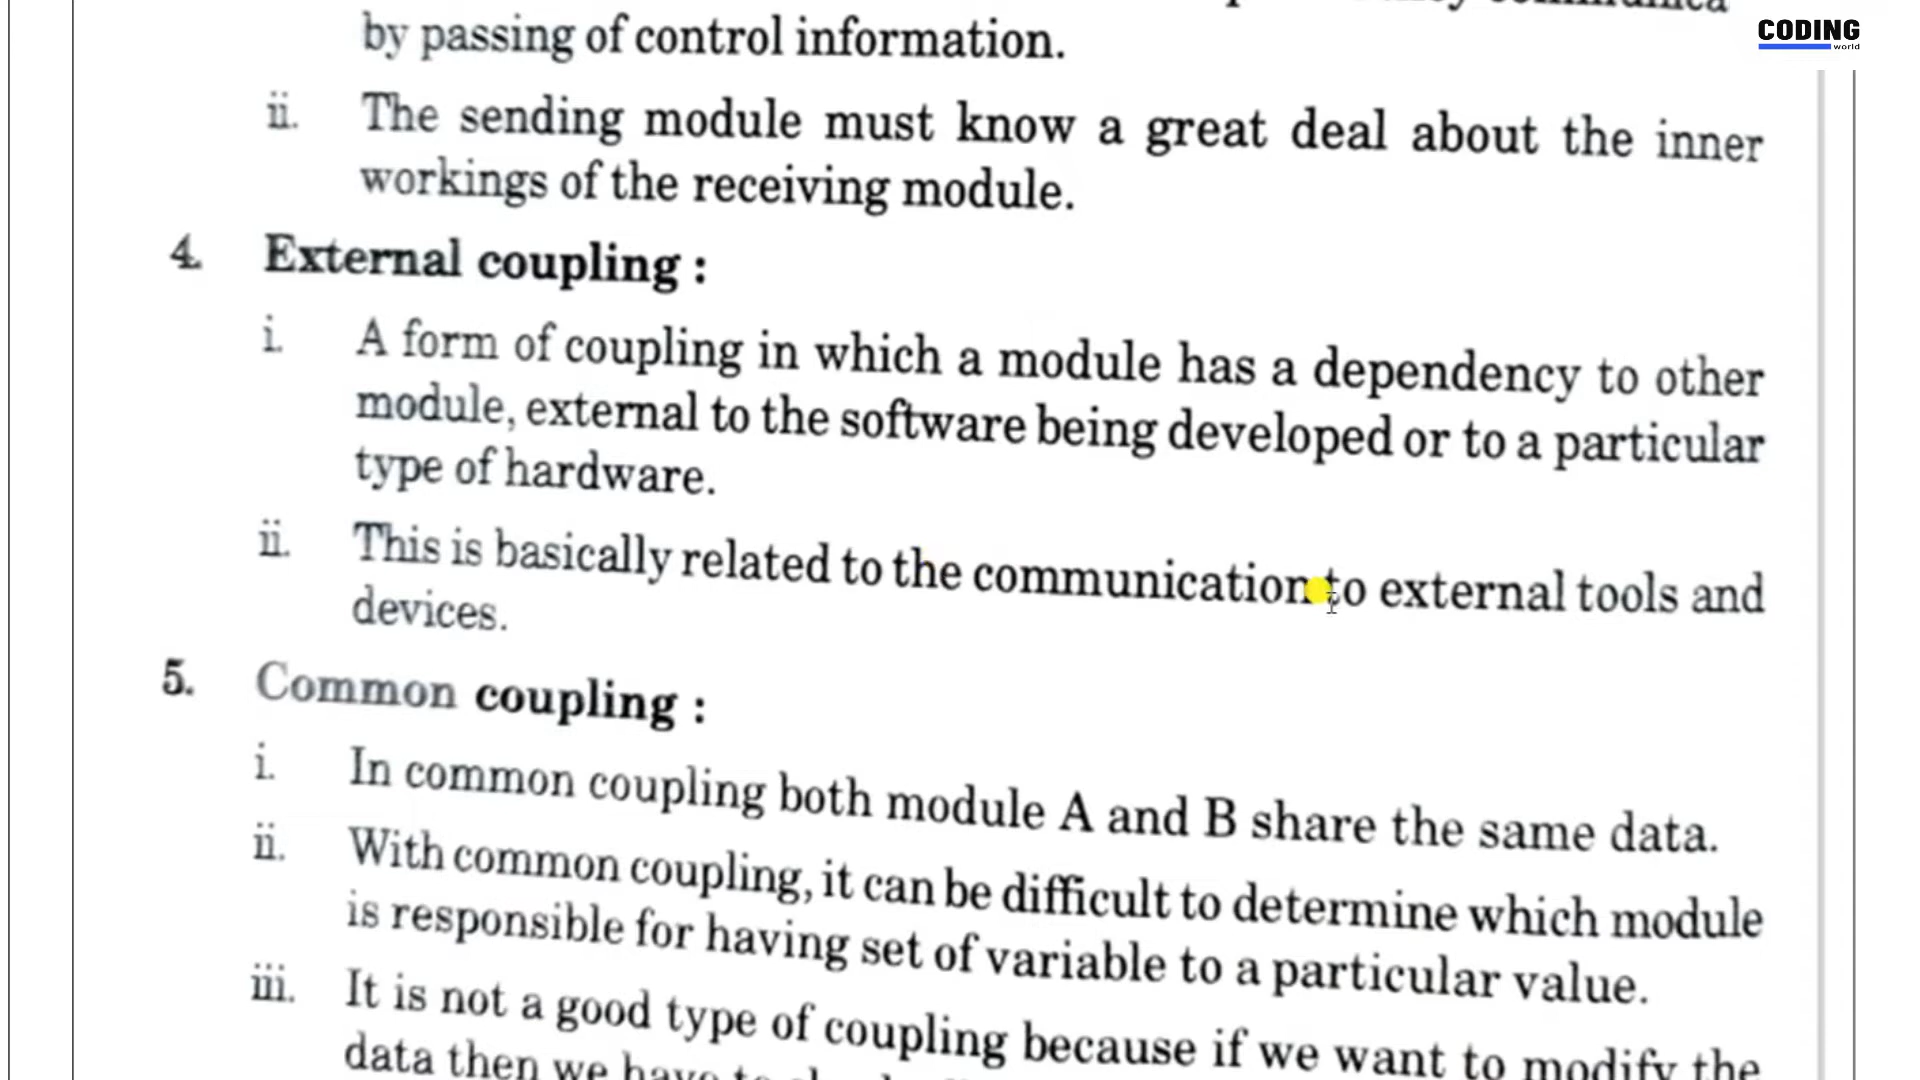 CODING
world
by passing of control information.
ii. The sending module must know a great deal about the inner
workings of the receiving module.
4. External coupling :
i. A form of coupling in which a module has a dependency to other
module, external to the software being developed or to a particular
type of hardware.
ii. This is basically related to the communication to external tools and
devices.
5. Common coupling :
i. In common coupling both module A and B share the same data.
ii. With common coupling, it can be difficult to determine which module
is responsible for having set of variable to a particular value.
iii. It is not a good type of coupling because if we want to modify the
data then we have to